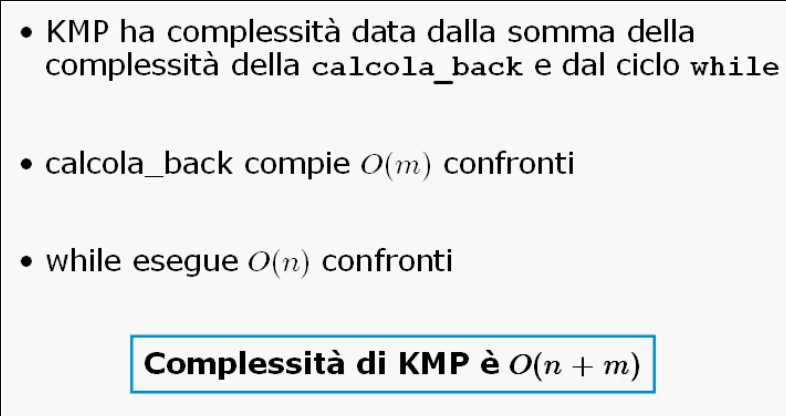 • KMP ha complessità data dalla somma della
complessità della calcola_back e dal ciclo while
• calcola_back compie O(m) confronti
• while esegue O(n) confronti
Complessità di KMP è O(n + m)